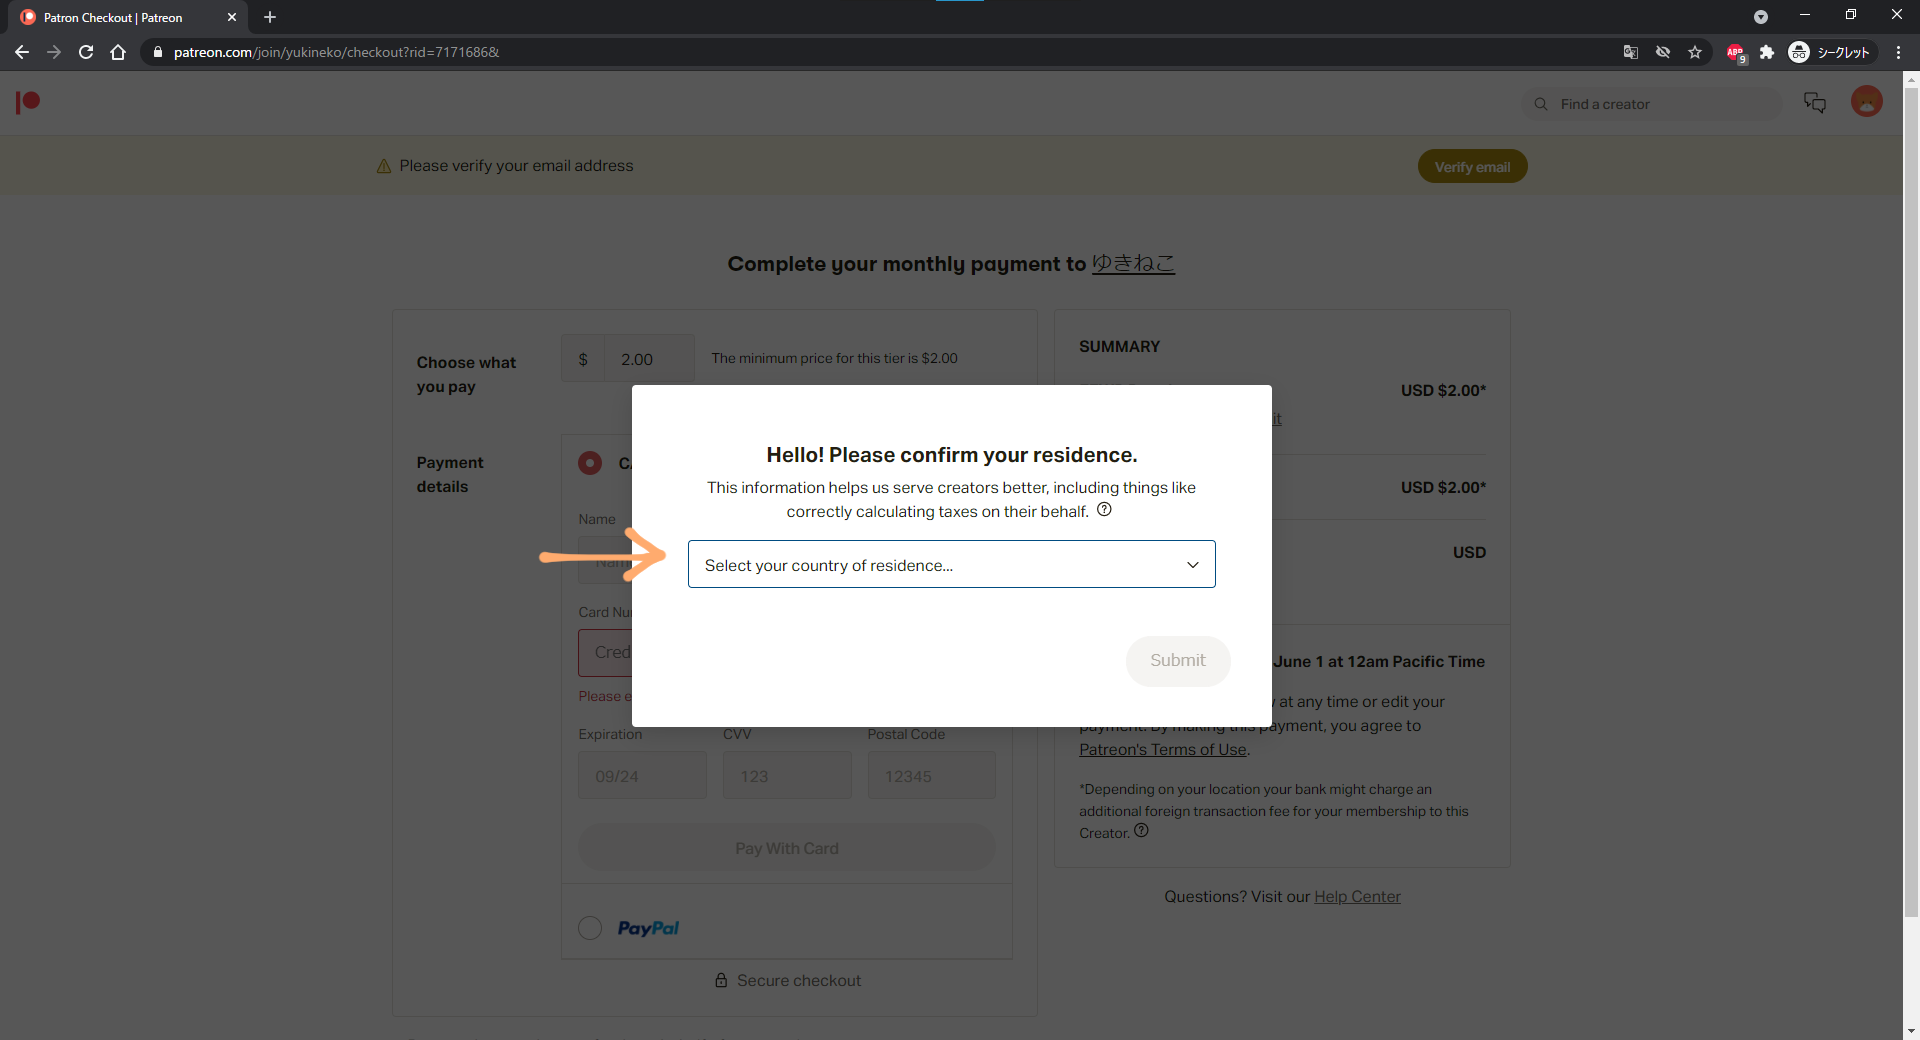 Patron Checkout | Patreon
patreon.com/join/yukineko/checkout?rid=7171686&
ABP
9
シークレット
Find a creator
Please verify your email address
Verify email
Complete your monthly payment to ゆきねこ
Choose what
you pay
$ 2.00
The minimum price for this tier is $2.00
Payment
details
Name
Card Nu
Cred
Please e
Expiration
CVV
Postal Code
09/24
123
12345
Pay With Card
PayPal
Secure checkout
Hello! Please confirm your residence.
This information helps us serve creators better, including things like
correctly calculating taxes on their behalf.
Select your country of residence...
Submit
SUMMARY
USD $2.00*
it
USD $2.00*
USD
June 1 at 12am Pacific Time
at any time or edit your
payment. By making this payment, you agree to
Patreon's Terms of Use.
*Depending on your location your bank might charge an
additional foreign transaction fee for your membership to this
Creator.
Questions? Visit our Help Center